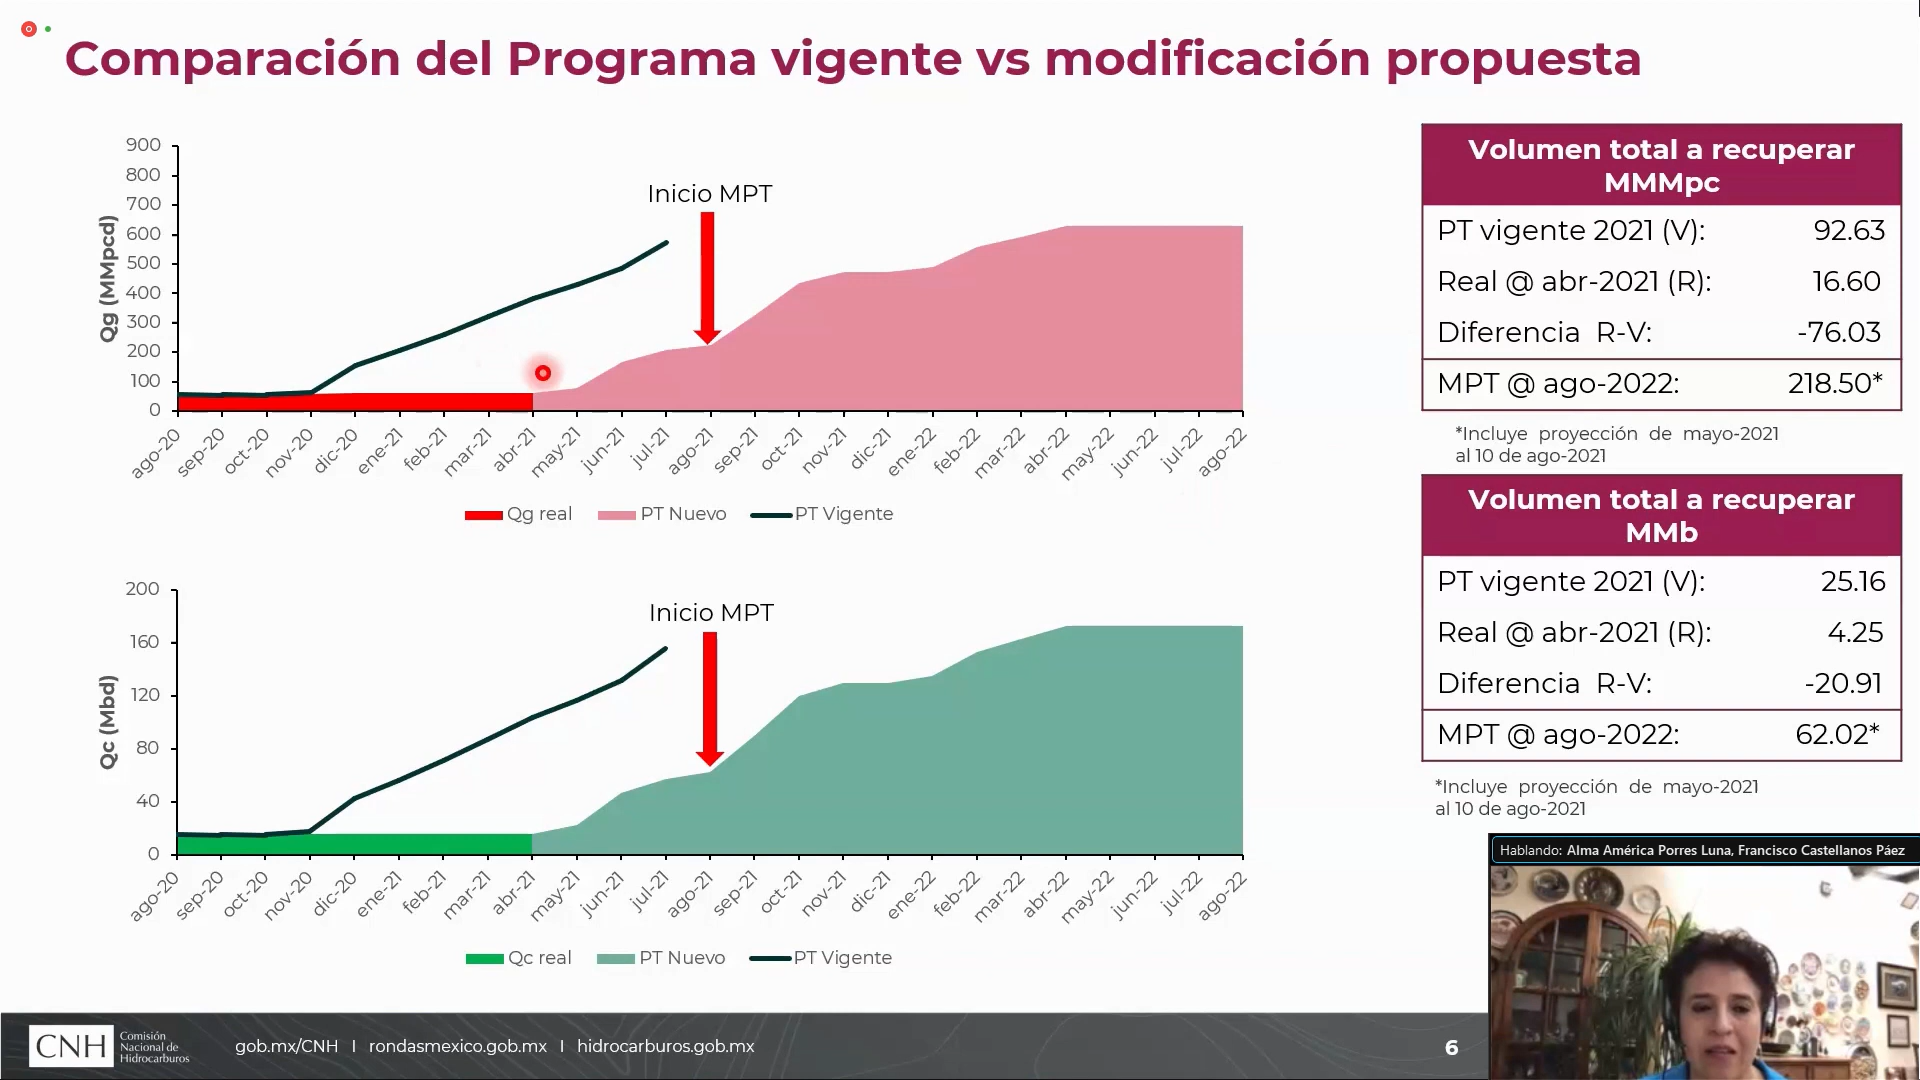 Comparación del Programa vigente vs modificación propuesta
Qg (MMpcd)
900
800
700
600
500
400
300
200
100
0
Inicio MPT
ago-20
sep-20
oct-20
nov-20
dic-20
ene-21
feb-21
mar-21
abr-21
may-21
jun-21
jul-21
ago-21
sep-21
oct-21
nov-21
dic-21
ene-22
feb-22
mar-22
abr-22
may-22
jun-22
jul-22
ago-22
Qg real PT Nuevo PT Vigente
Volumen total a recuperar
MMMpc
PT vigente 2021 (V): 92.63
Real @ abr-2021 (R): 16.60
Diferencia R-V: -76.03
MPT @ ago-2022: 218.50*
*Incluye proyección de mayo-2021
al 10 de ago-2021
Qc (Mbd)
200
160
120
80
40
0
Inicio MPT
ago-20
sep-20
oct-20
nov-20
dic-20
ene-21
feb-21
mar-21
abr-21
may-21
jun-21
jul-21
ago-21
sep-21
oct-21
nov-21
dic-21
ene-22
feb-22
mar-22
abr-22
may-22
jun-22
jul-22
ago-22
Qc real PT Nuevo PT Vigente
Volumen total a recuperar
MMb
PT vigente 2021 (V): 25.16
Real @ abr-2021 (R): 4.25
Diferencia R-V: -20.91
MPT @ ago-2022: 62.02*
*Incluye proyección de mayo-2021
al 10 de ago-2021
Hablando: Alma América Porres Luna, Francisco Castellanos Páez
CNH
Comisión
Nacional de
Hidrocarburos
gob.mx/CNH I rondasmexico.gob.mx I hidrocarburos.gob.mx
6